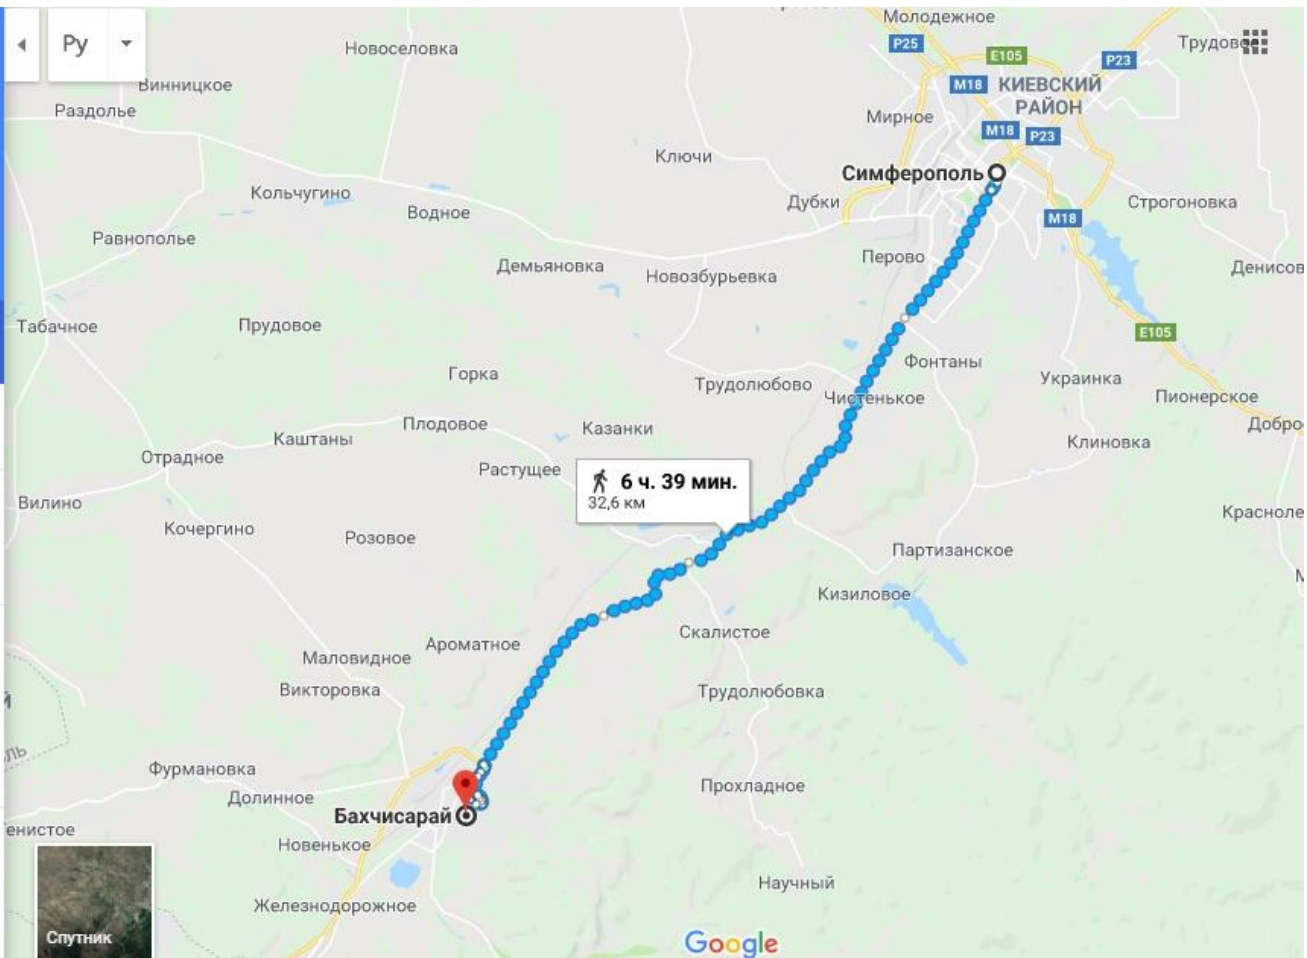 Молодежное
Ру
Новоселовка
P25
E105
P23
Винницкое
M18
КИЕВСКИЙ
РАЙОН
Раздолье
Мирное
M18
P23
Ключи
Симферополь
Кольчугино
Водное
Дубки
M18
Строгоновка
Равнополье
Перово
Демьяновка
Новозбурьевка
Денисов
Табачное
Прудовое
E105
Фонтаны
Горка
Трудолюбово
Украинка
Чистенькое
Пионерское
Плодовое
Казанки
Добро
Каштаны
Клиновка
Отрадное
Растущее
6 ч. 39 мин.
32,6 км
Вилино
Красноле
Кочергино
Розовое
Партизанское
Кизиловое
Скалистое
Ароматное
Маловидное
Викторовка
Трудолюбовка
Фурмановка
Прохладное
Долинное
Бахчисарай
Новенькое
Научный
Железнодорожное
Спутник
Google